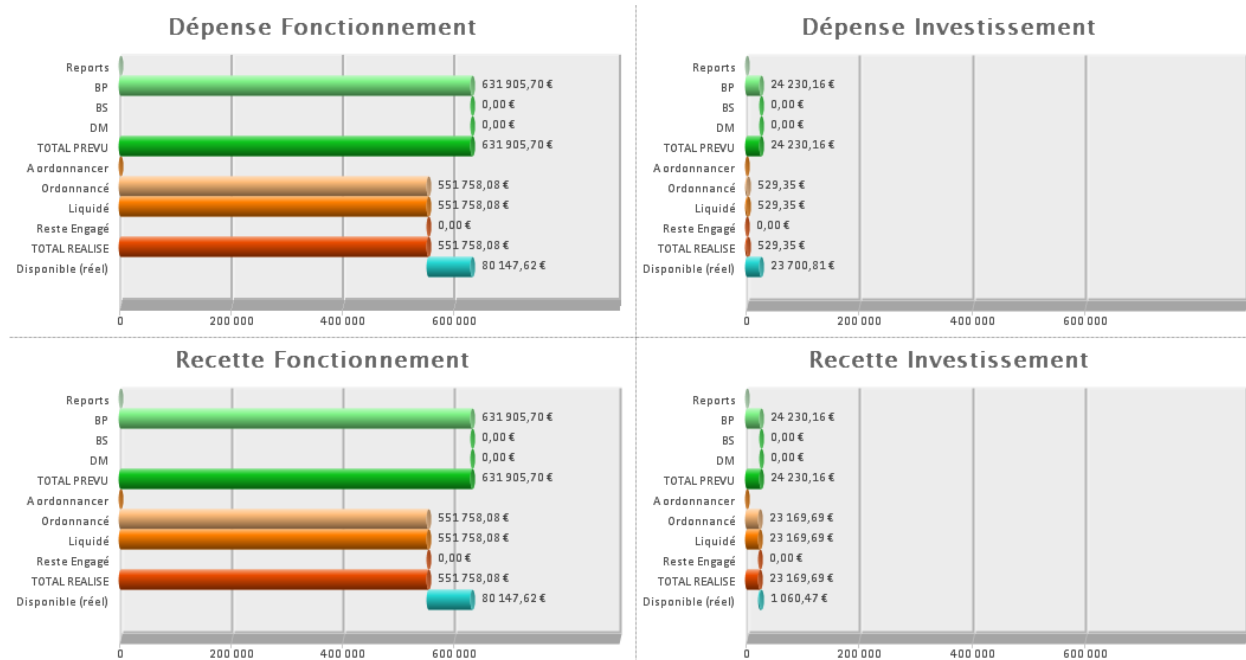 Dépense Fonctionnement
Reports
BP 631 905,70 €
BS 0,00 €
DM 0,00 €
TOTAL PREVU 631 905,70 €
A ordonnancer
Ordonnancé 551 758,08 €
Liquidé 551 758,08 €
Reste Engagé 0,00 €
TOTAL REALISE 551 758,08 €
Disponible (réel) 80 147,62 €
0 200 000 400 000 600 000
Dépense Investissement
Reports
BP 24 230,16 €
BS 0,00 €
DM 0,00 €
TOTAL PREVU 24 230,16 €
A ordonnancer
Ordonnancé 529,35 €
Liquidé 529,35 €
Reste Engagé 0,00 €
TOTAL REALISE 529,35 €
Disponible (réel) 23 700,81 €
0 200 000 400 000 600 000
Recette Fonctionnement
Reports
BP 631 905,70 €
BS 0,00 €
DM 0,00 €
TOTAL PREVU 631 905,70 €
A ordonnancer
Ordonnancé 551 758,08 €
Liquidé 551 758,08 €
Reste Engagé 0,00 €
TOTAL REALISE 551 758,08 €
Disponible (réel) 80 147,62 €
0 200 000 400 000 600 000
Recette Investissement
Reports
BP 24 230,16 €
BS 0,00 €
DM 0,00 €
TOTAL PREVU 24 230,16 €
A ordonnancer
Ordonnancé 23 169,69 €
Liquidé 23 169,69 €
Reste Engagé 0,00 €
TOTAL REALISE 23 169,69 €
Disponible (réel) 1 060,47 €
0 200 000 400 000 600 000